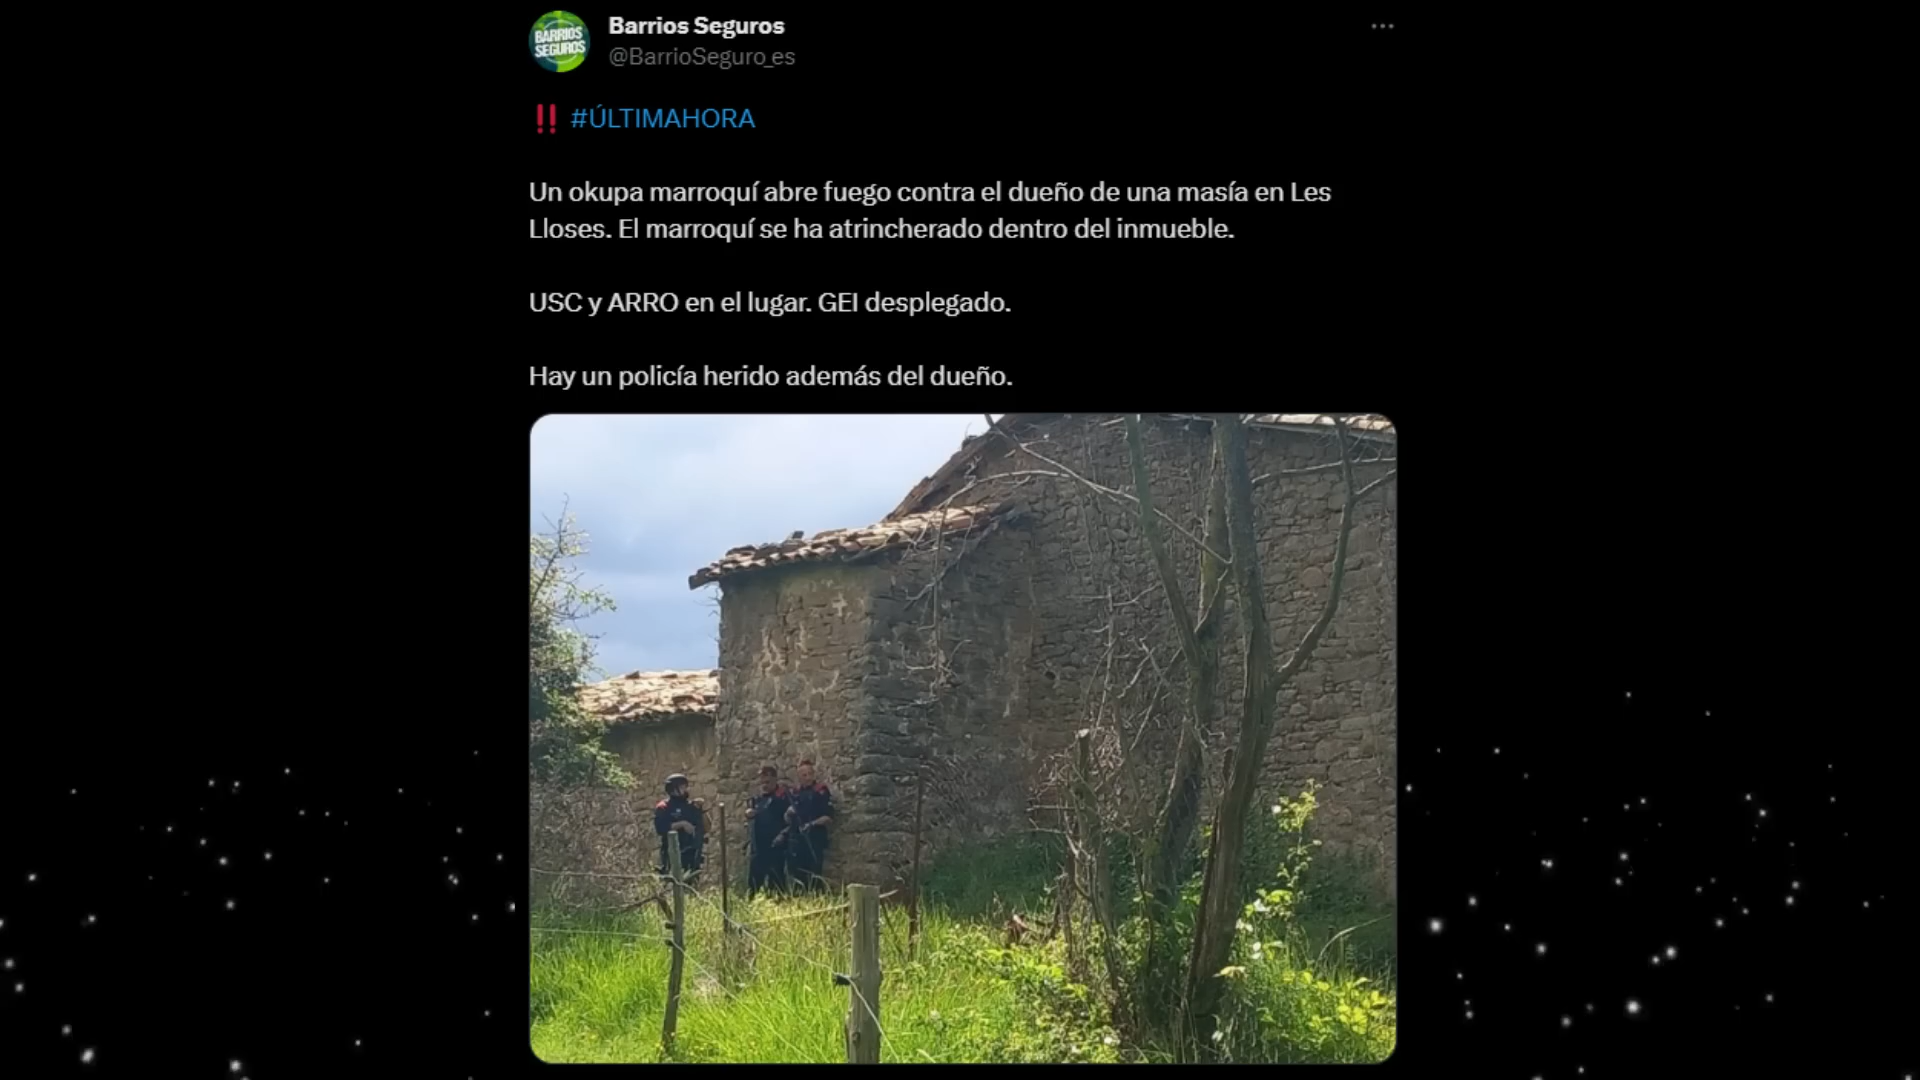 BARRIOS
SEGUROS
Barrios Seguros
@BarrioSeguro_es
‼ #ÚLTIMAHORA
Un okupa marroquí abre fuego contra el dueño de una masía en Les
Lloses. El marroquí se ha atrincherado dentro del inmueble.
USC y ARRO en el lugar. GEI desplegado.
Hay un policía herido además del dueño.